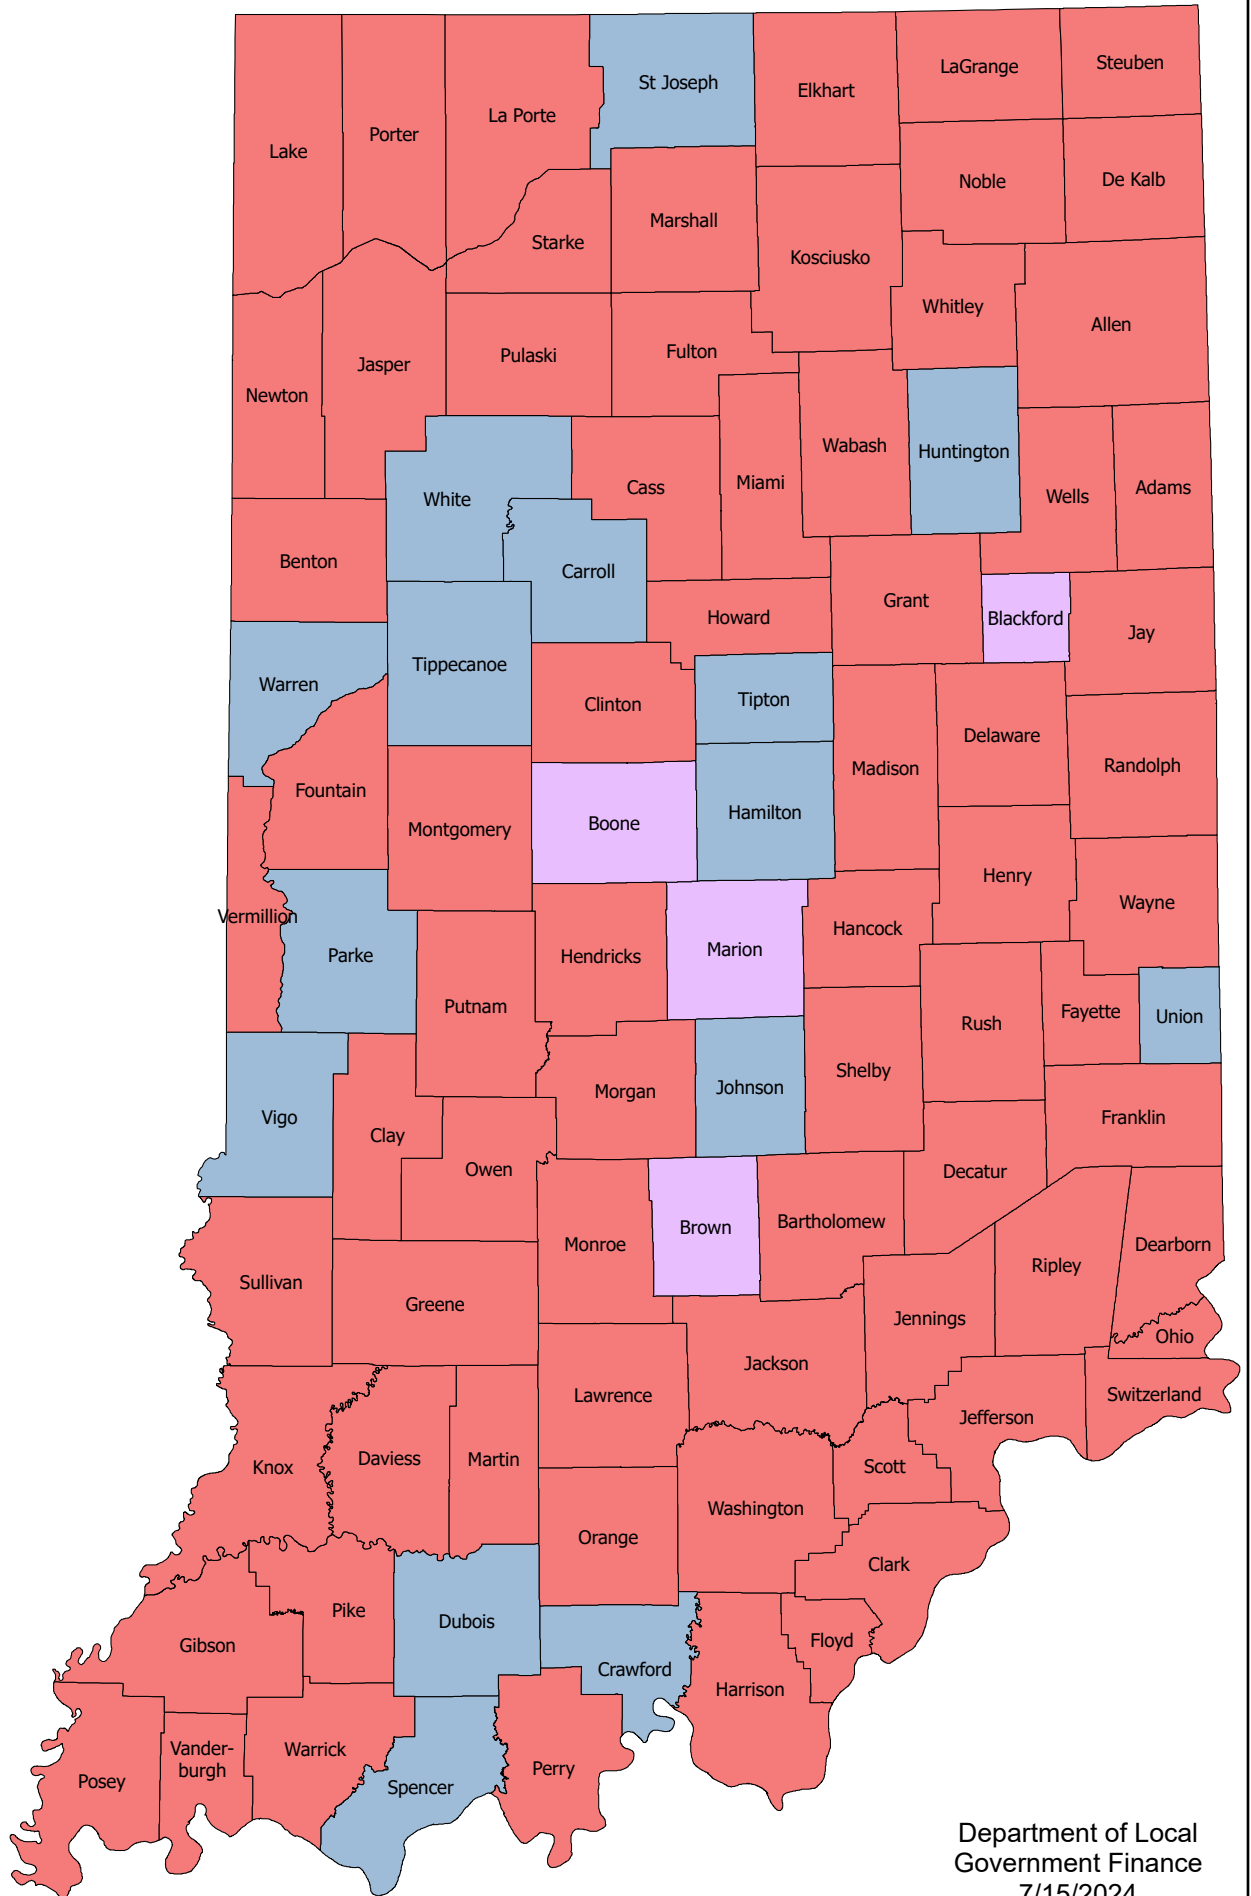 St Joseph
Elkhart
LaGrange
Steuben
Lake
Porter
La Porte
Noble
De Kalb
Starke
Marshall
Kosciusko
Whitley
Allen
Newton
Jasper
Pulaski
Fulton
White
Cass
Miami
Wabash
Huntington
Wells
Adams
Benton
Carroll
Howard
Grant
Blackford
Jay
Warren
Tippecanoe
Clinton
Tipton
Madison
Delaware
Randolph
Fountain
Montgomery
Boone
Hamilton
Henry
Wayne
Vermillion
Parke
Putnam
Hendricks
Marion
Hancock
Rush
Fayette
Union
Vigo
Clay
Owen
Morgan
Johnson
Shelby
Franklin
Decatur
Sullivan
Greene
Monroe
Brown
Bartholomew
Jennings
Ripley
Dearborn
Ohio
Switzerland
Jefferson
Jackson
Lawrence
Knox
Daviess
Martin
Orange
Washington
Scott
Clark
Gibson
Pike
Dubois
Crawford
Harrison
Floyd
Posey
Vander-
burgh
Warrick
Spencer
Perry
Department of Local
Government Finance
7/15/2024